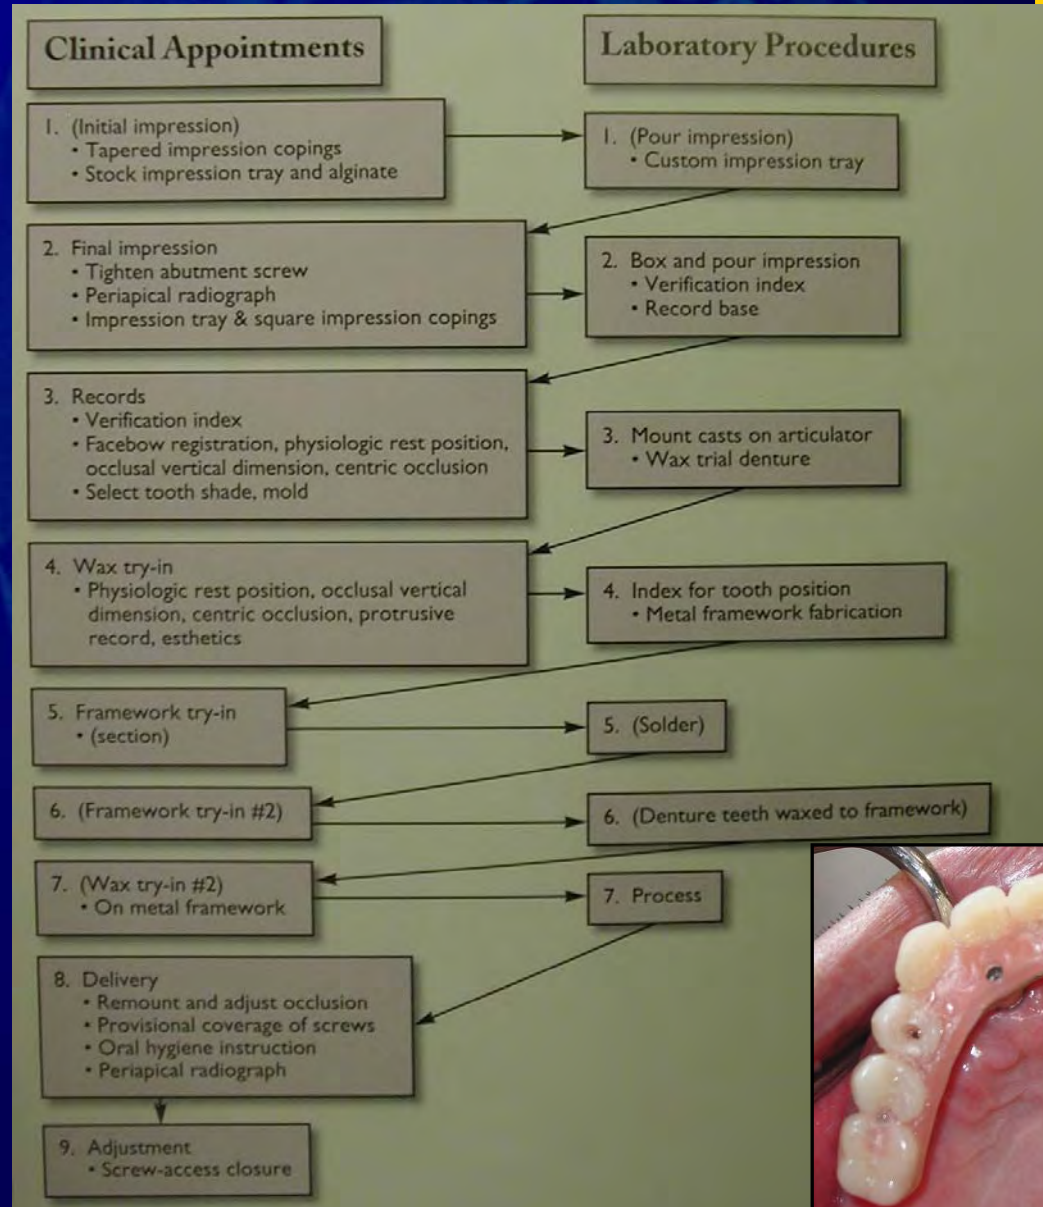 Clinical Appointments
Laboratory Procedures
1. (Initial impression)
• Tapered impression copings
• Stock impression tray and alginate
1. (Pour impression)
• Custom impression tray
2. Final impression
• Tighten abutment screw
• Periapical radiograph
• Impression tray & square impression copings
2. Box and pour impression
• Verification index
• Record base
3. Records
• Verification index
• Facebow registration, physiologic rest position,
occlusal vertical dimension, centric occlusion
• Select tooth shade, mold
3. Mount casts on articulator
• Wax trial denture
4. Wax try-in
• Physiologic rest position, occlusal vertical
dimension, centric occlusion, protrusive
record, esthetics
4. Index for tooth position
• Metal framework fabrication
5. Framework try-in
• (section)
5. (Solder)
6. (Framework try-in #2)
6. (Denture teeth waxed to framework)
7. (Wax try-in #2)
• On metal framework
7. Process
8. Delivery
• Remount and adjust occlusion
• Provisional coverage of screws
• Oral hygiene instruction
• Periapical radiograph
9. Adjustment
• Screw-access closure